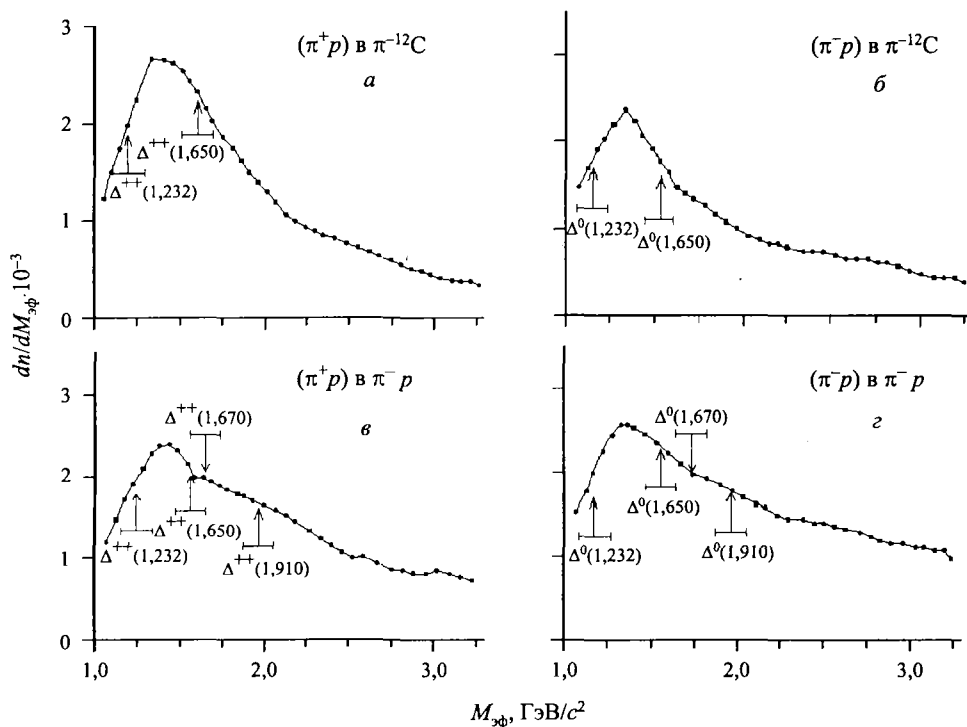 3
(π⁺p) в π⁻¹²C
а
2
Δ⁺⁺(1,650)
Δ⁺⁺(1,232)
1
0
(π⁻p) в π⁻¹²C
б
Δ⁰(1,232)
Δ⁰(1,650)
dn/dMэф·10⁻³
3
(π⁺p) в π⁻ p
Δ⁺⁺(1,670)
в
2
Δ⁺⁺(1,650)
Δ⁺⁺(1,232)
1
Δ⁺⁺(1,910)
0
1,0 2,0 3,0
(π⁻p) в π⁻ p
Δ⁰(1,670)
г
Δ⁰(1,650)
Δ⁰(1,910)
Δ⁰(1,232)
1,0 2,0 3,0
Mэф, ГэВ/c²